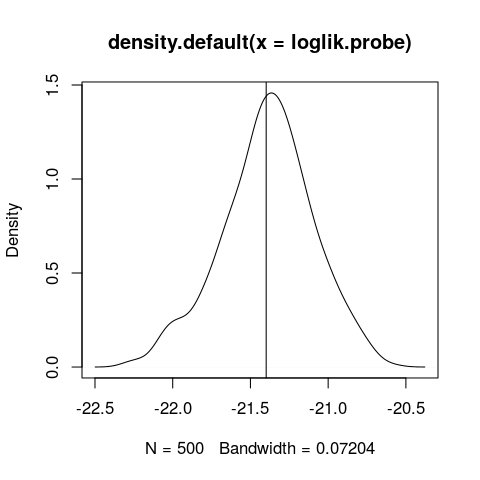 density.default(x = loglik.probe)
Density
0.0
0.5
1.0
1.5
-22.5 -22.0 -21.5 -21.0 -20.5
N = 500 Bandwidth = 0.07204